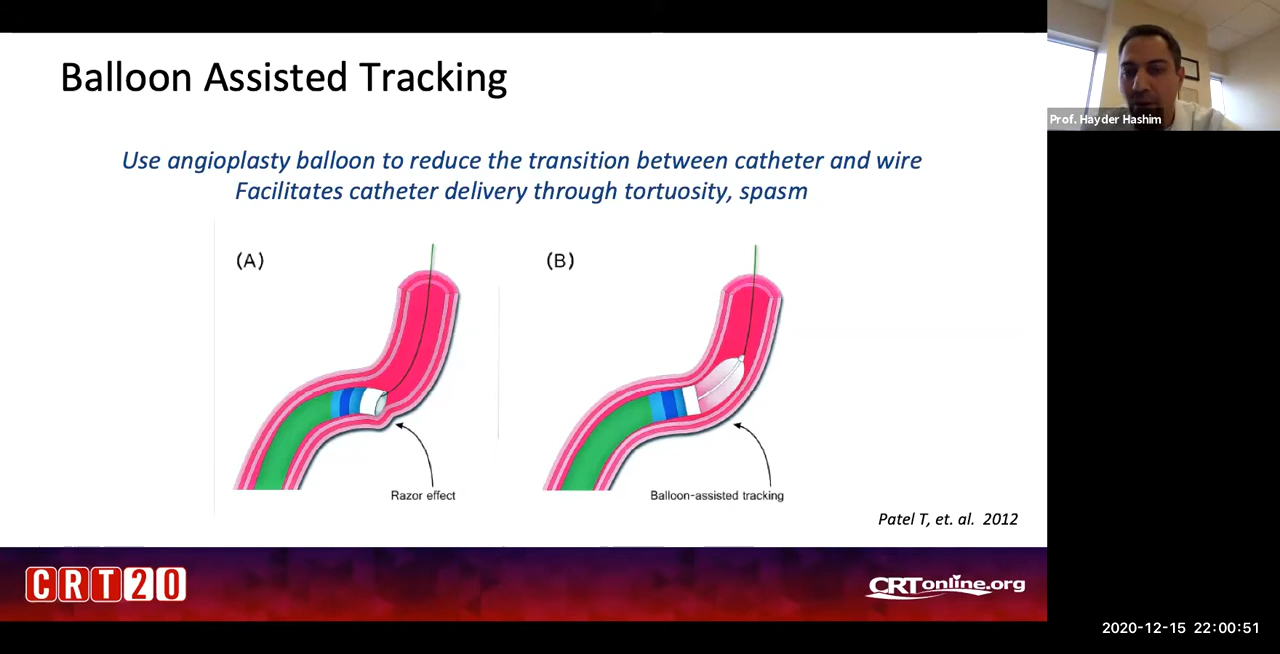 Balloon Assisted Tracking
Prof. Hayder Hashim
Use angioplasty balloon to reduce the transition between catheter and wire
Facilitates catheter delivery through tortuosity, spasm
(A)
(B)
Razor effect
Balloon-assisted tracking
Patel T, et. al. 2012
CRT20
CRTonline.org
2020-12-15 22:00:51